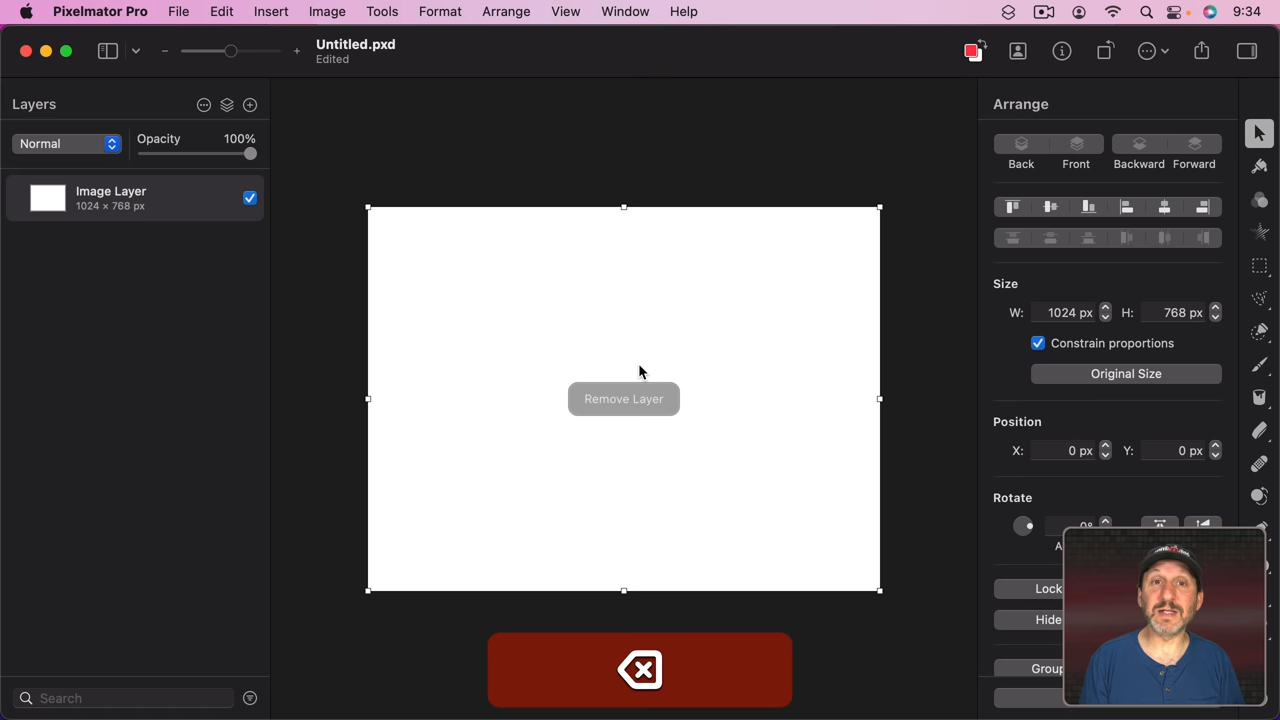 Pixelmator Pro File Edit Insert Image Tools Format Arrange View Window Help 9:34
Untitled.pxd
Edited
Layers
Normal
Opacity 100%
Image Layer
1024 × 768 px
Remove Layer
Search
Arrange
Back Front Backward Forward
Size
W: 1024 px H: 768 px
Constrain proportions
Original Size
Position
X: 0 px Y: 0 px
Rotate
0°
Lock
Hide
Group